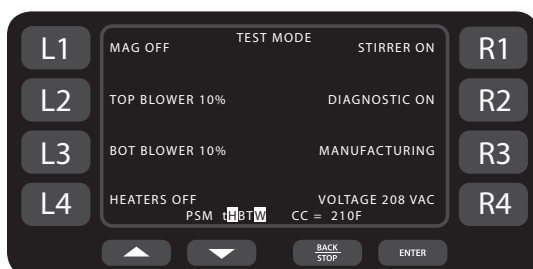 TEST MODE
L1 MAG OFF STIRRER ON R1
L2 TOP BLOWER 10% DIAGNOSTIC ON R2
L3 BOT BLOWER 10% MANUFACTURING R3
L4 HEATERS OFF VOLTAGE 208 VAC R4
PSM tHBTW CC = 210F
BACK
STOP
ENTER